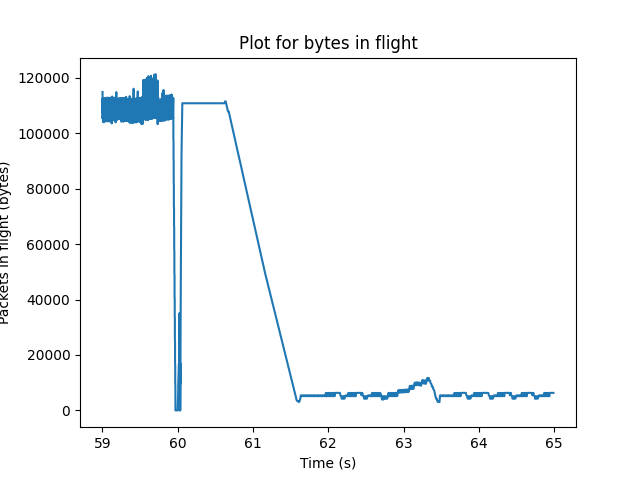 Plot for bytes in flight
Packets in flight (bytes)
120000
100000
80000
60000
40000
20000
0
59 60 61 62 63 64 65
Time (s)